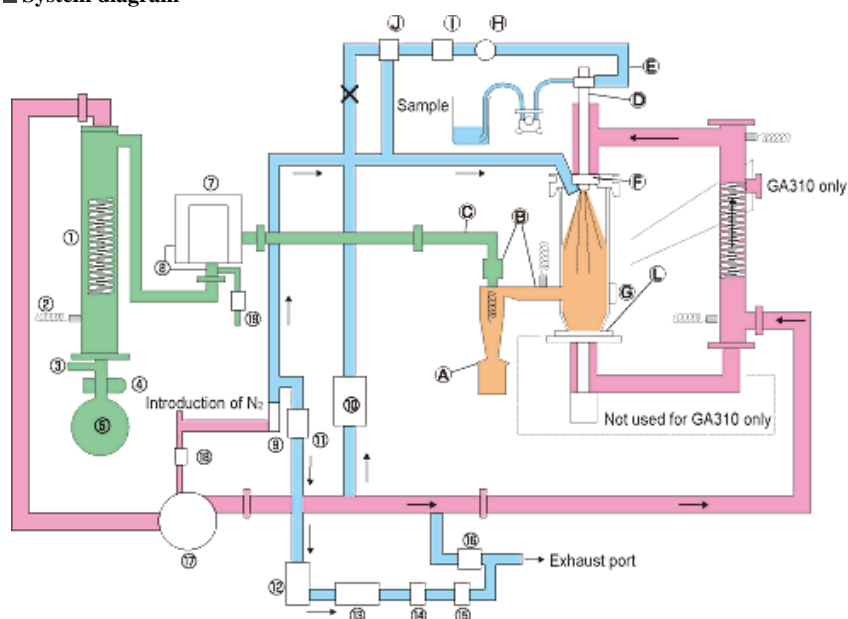 System diagram
J
I
H
E
D
Sample
⑦
F
GA310 only
①
C
B
⑧
②
⑲
G
L
③
④
A
Introduction of N₂
⑤
⑨
⑪
⑩
Not used for GA310 only
⑱
⑰
⑯
Exhaust port
⑫
⑬
⑭
⑮